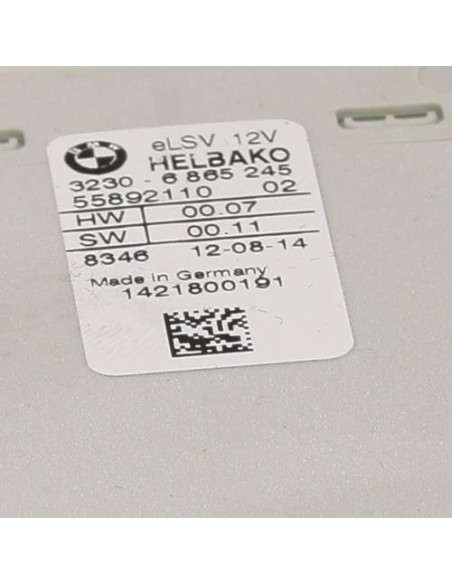 eLSV 12V
HELBAKO
3230 - 6 865 245
55892110 02
HW 00.07
SW 00.11
8346 12-08-14
Made in Germany
1421800191